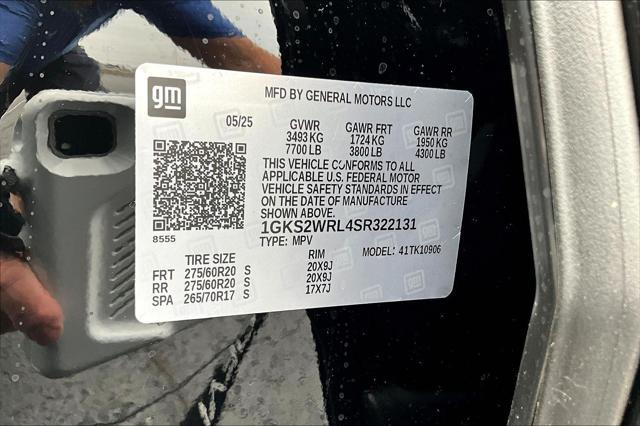 gm
MFD BY GENERAL MOTORS LLC
05/25 GVWR GAWR FRT GAWR RR
3493 KG 1724 KG 1950 KG
7700 LB 3800 LB 4300 LB
THIS VEHICLE CONFORMS TO ALL
APPLICABLE U.S. FEDERAL MOTOR
VEHICLE SAFETY STANDARDS IN EFFECT
ON THE DATE OF MANUFACTURE
SHOWN ABOVE.
1GKS2WRL4SR322131
8555 TYPE: MPV MODEL: 41TK10906
TIRE SIZE RIM
FRT 275/60R20 S 20X9J
RR 275/60R20 S 20X9J
SPA 265/70R17 S 17X7J